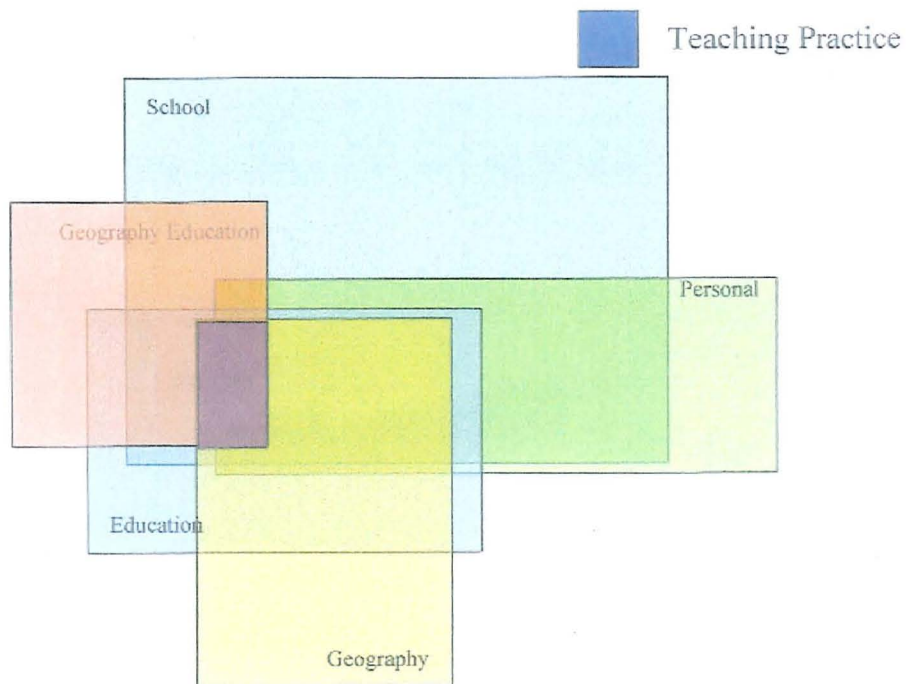 Teaching Practice
School
Geography Education
Personal
Education
Geography